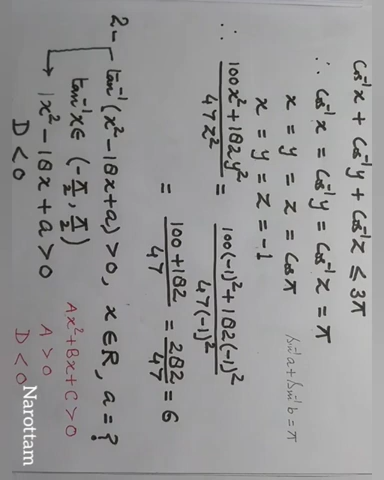 cos⁻¹x + cos⁻¹y + cos⁻¹z ≤ 3π
∴ cos⁻¹x = cos⁻¹y = cos⁻¹z = π
x = y = z = cosπ
sin⁻¹a + sin⁻¹b = π
x = y = z = -1
∴ (100x² + 182y²)/(47z²) = (100(-1)² + 182(-1)²)/(47(-1)²)
= (100 + 182)/47 = 282/47 = 6
2- tan⁻¹(x² - 18x + a) > 0, x ∈ R, a = ?
tan⁻¹x ∈ (-π/2, π/2)
Ax² + Bx + C > 0
→ 1x² - 18x + a > 0
A > 0
D < 0
D < 0
Narottam